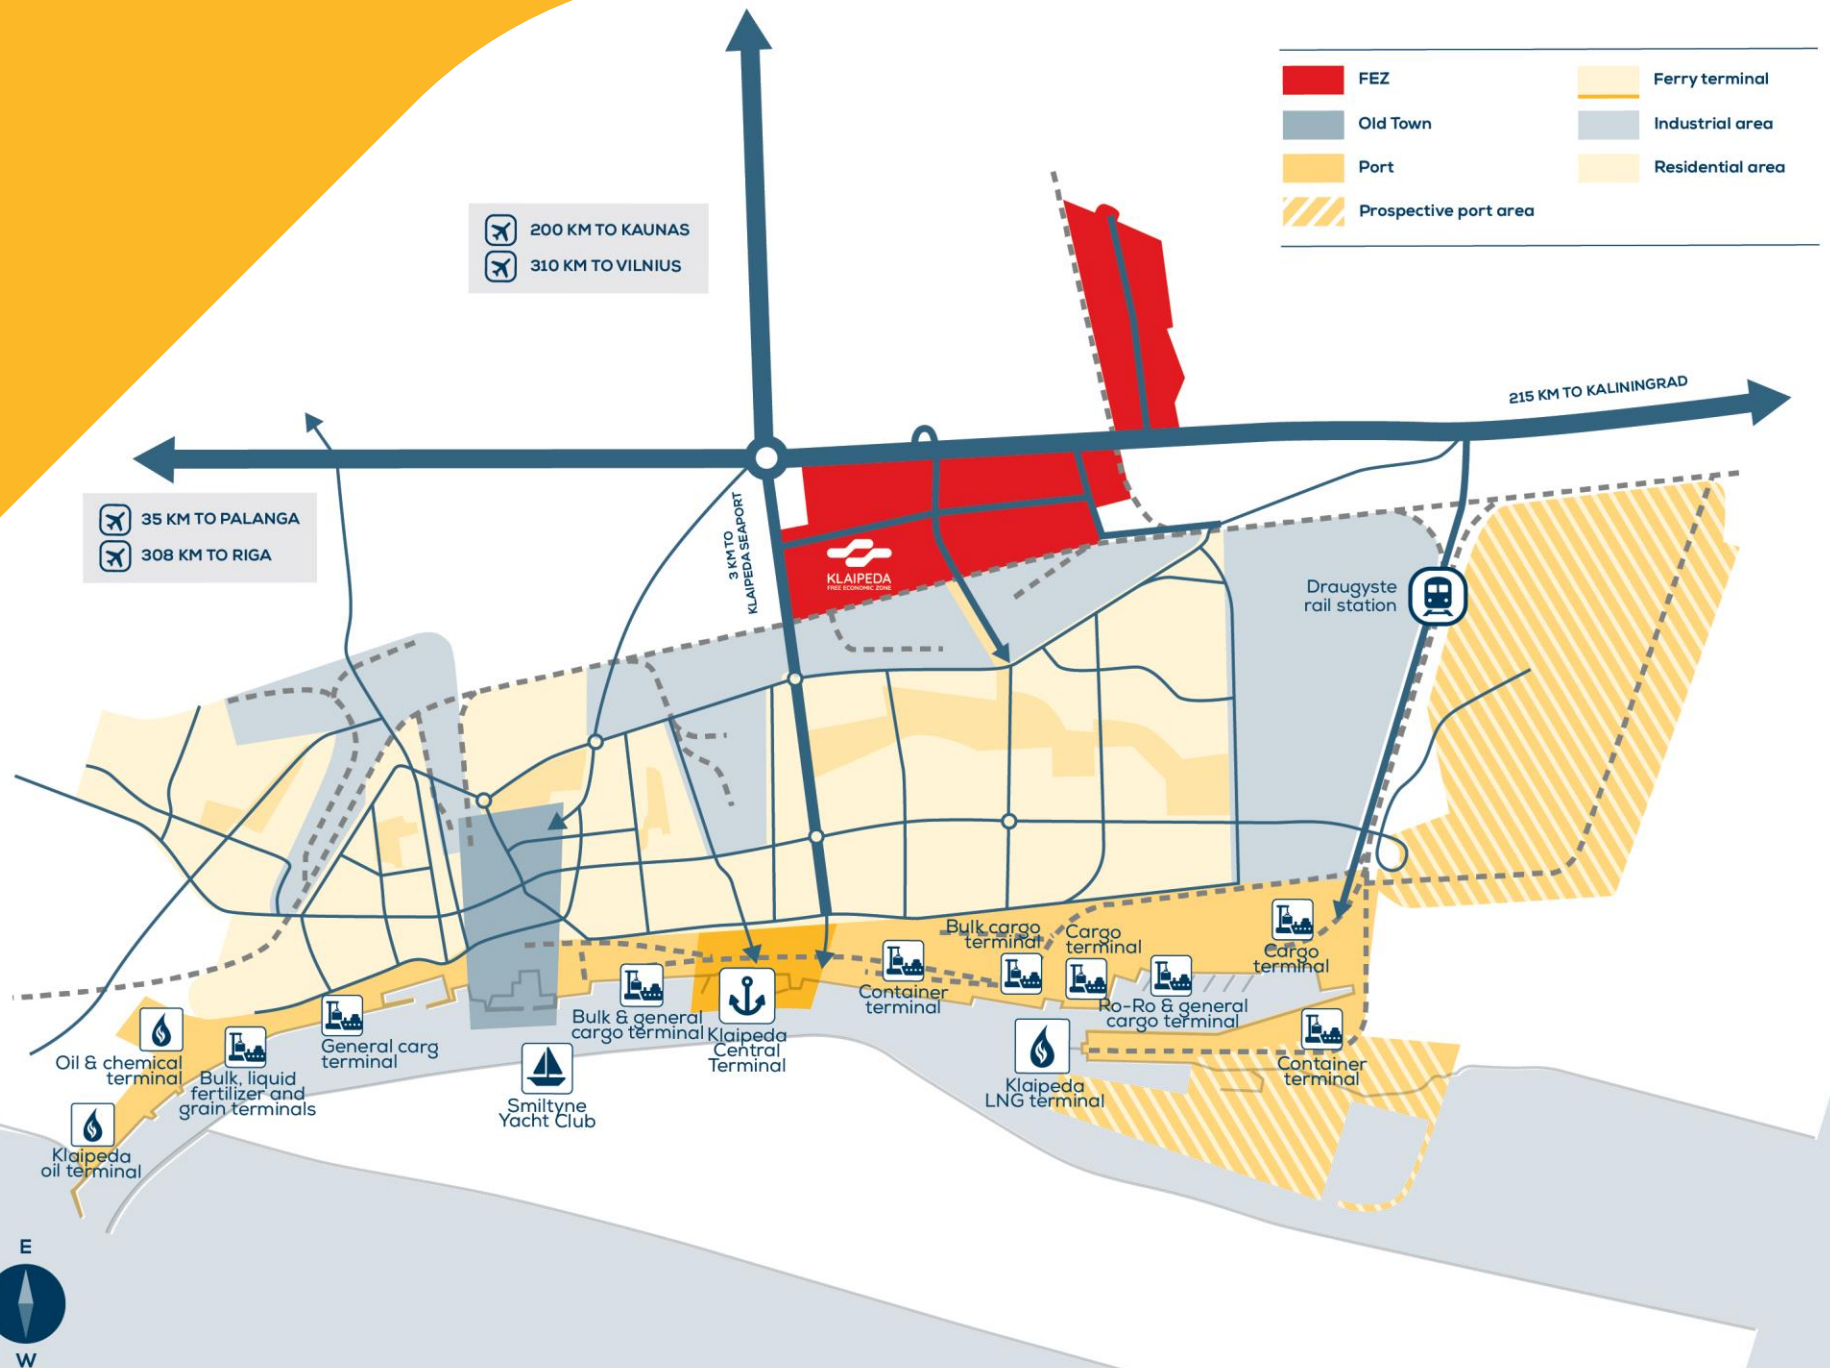 FEZ
Old Town
Port
Prospective port area
Ferry terminal
Industrial area
Residential area
200 KM TO KAUNAS
310 KM TO VILNIUS
215 KM TO KALININGRAD
35 KM TO PALANGA
308 KM TO RIGA
3 KM TO
KLAIPEDA SEAPORT
KLAIPEDA
FREE ECONOMIC ZONE
Draugyste
rail station
Bulk cargo
terminal
Cargo
terminal
Cargo
terminal
Container
terminal
Ro-Ro & general
cargo terminal
Bulk & general
cargo terminal
Klaipeda
Central
Terminal
General carg
terminal
Oil & chemical
terminal
Bulk, liquid
fertilizer and
grain terminals
Smiltyne
Yacht Club
Klaipeda
LNG terminal
Container
terminal
Klaipeda
oil terminal
E
W